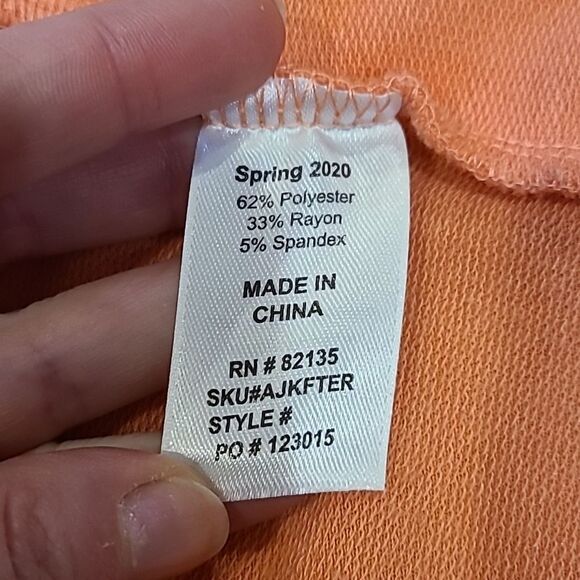 Spring 2020
62% Polyester
33% Rayon
5% Spandex
MADE IN
CHINA
RN # 82135
SKU#AJKFTER
STYLE #
PO # 123015